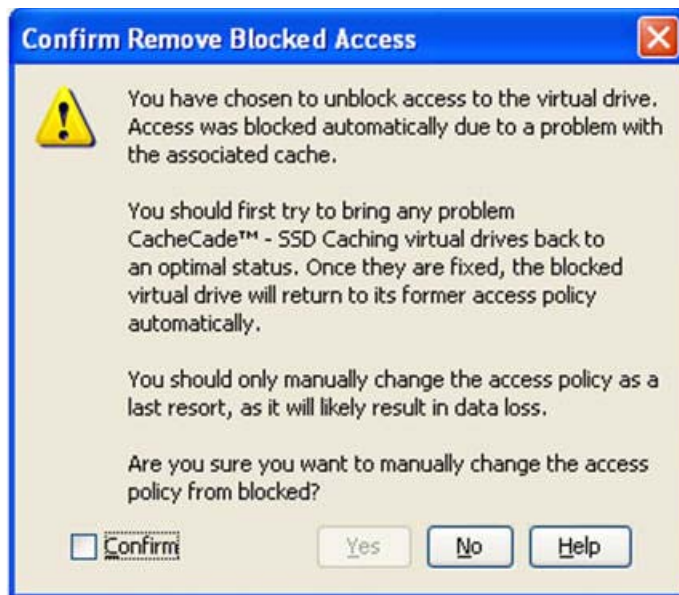 Confirm Remove Blocked Access
You have chosen to unblock access to the virtual drive.
Access was blocked automatically due to a problem with
the associated cache.
You should first try to bring any problem
CacheCade™ - SSD Caching virtual drives back to
an optimal status. Once they are fixed, the blocked
virtual drive will return to its former access policy
automatically.
You should only manually change the access policy as a
last resort, as it will likely result in data loss.
Are you sure you want to manually change the access
policy from blocked?
Confirm Yes No Help